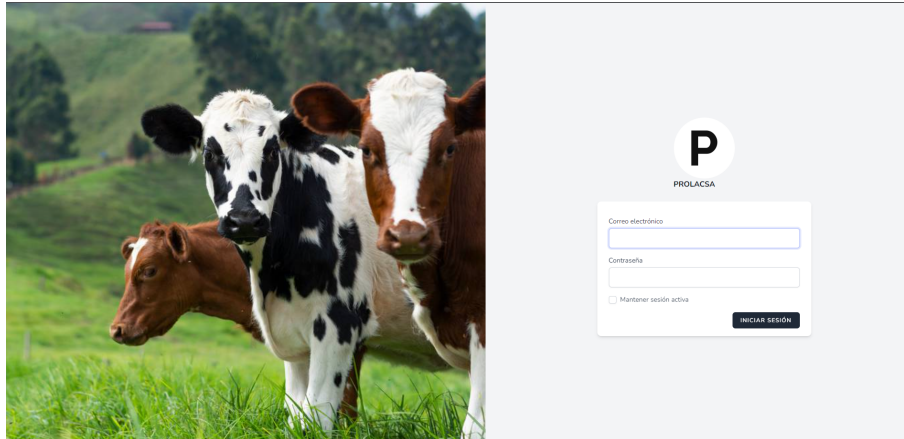 P
PROLACSA
Correo electrónico
Contraseña
Mantener sesión activa
INICIAR SESIÓN